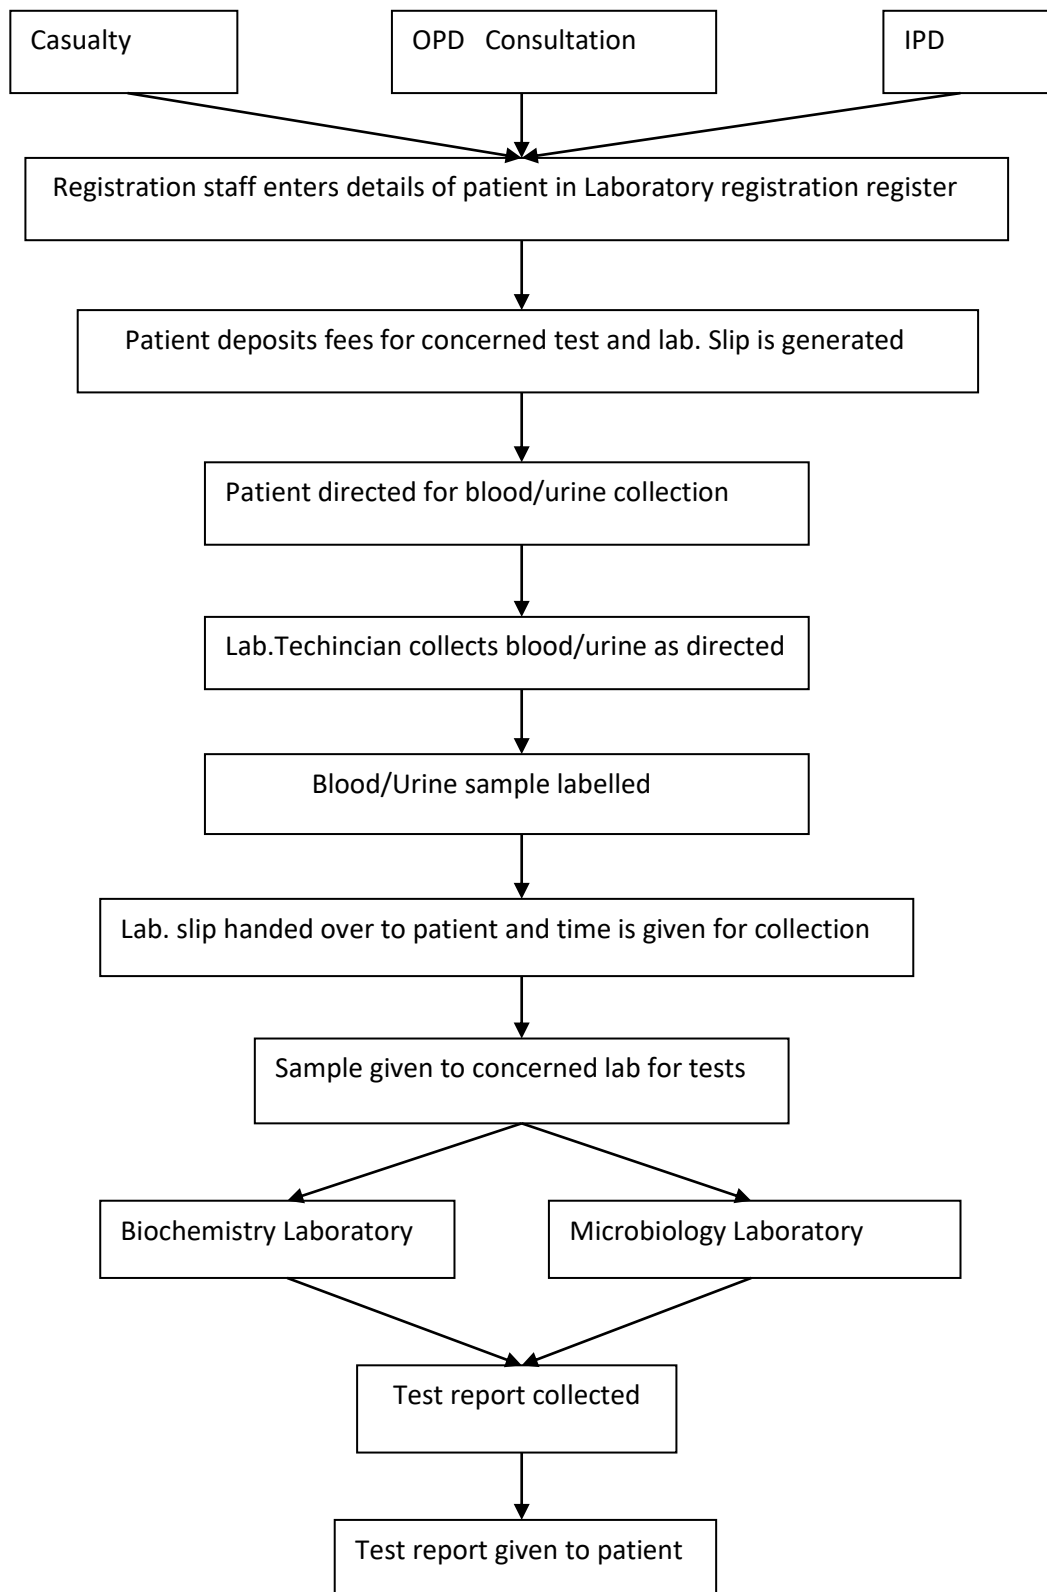 Casualty
OPD Consultation
IPD
Registration staff enters details of patient in Laboratory registration register
Patient deposits fees for concerned test and lab. Slip is generated
Patient directed for blood/urine collection
Lab.Techincian collects blood/urine as directed
Blood/Urine sample labelled
Lab. slip handed over to patient and time is given for collection
Sample given to concerned lab for tests
Biochemistry Laboratory
Microbiology Laboratory
Test report collected
Test report given to patient